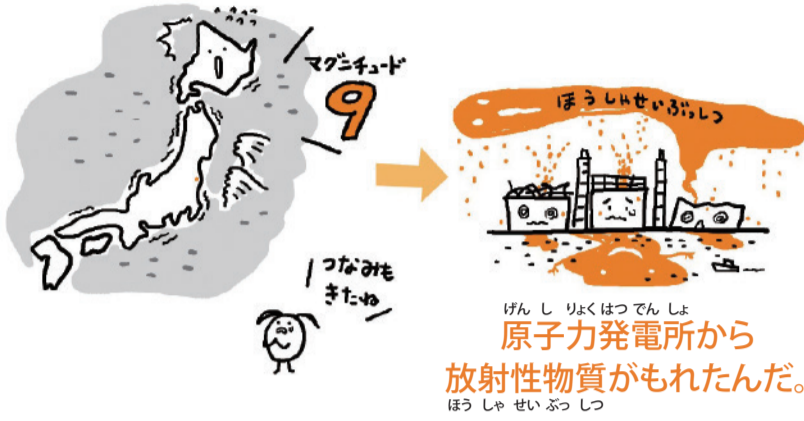 マグニチュード
9
つなみも
きたね
ほうしゃせいぶっしつ
げん し りょく はつ でん しょ
原子力発電所から
放射性物質がもれたんだ。
ほう しゃ せい ぶっ しつ